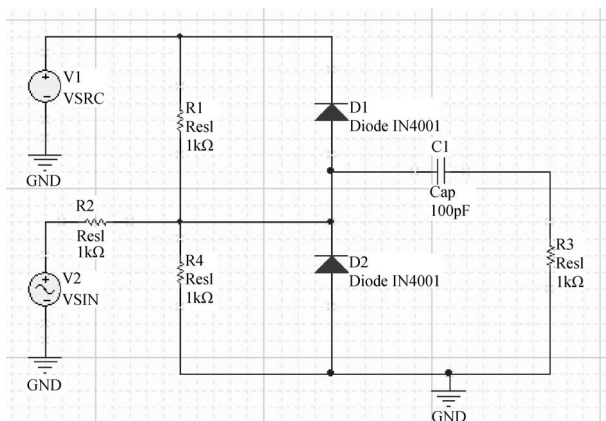 V1
VSRC
GND
R1
Resl
1kΩ
D1
Diode IN4001
C1
Cap
100pF
R2
Resl
1kΩ
V2
VSIN
GND
R4
Resl
1kΩ
D2
Diode IN4001
R3
Resl
1kΩ
GND